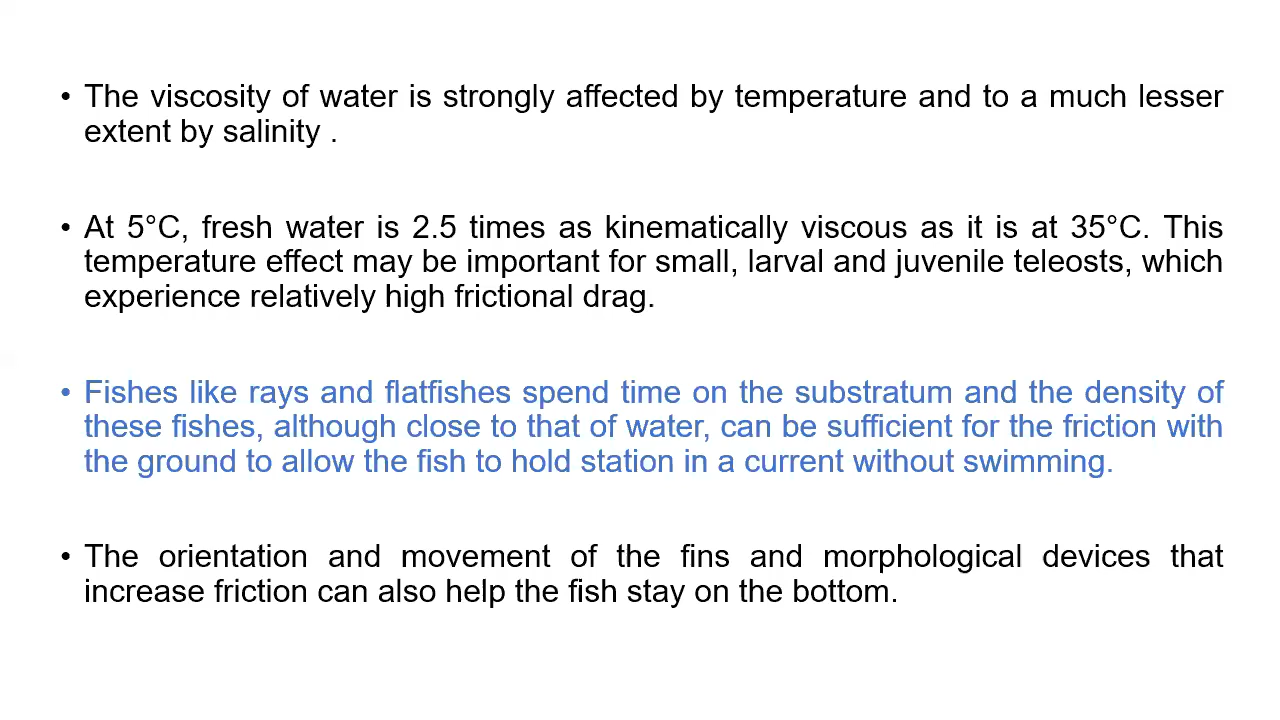 • The viscosity of water is strongly affected by temperature and to a much lesser
extent by salinity .
• At 5°C, fresh water is 2.5 times as kinematically viscous as it is at 35°C. This
temperature effect may be important for small, larval and juvenile teleosts, which
experience relatively high frictional drag.
• Fishes like rays and flatfishes spend time on the substratum and the density of
these fishes, although close to that of water, can be sufficient for the friction with
the ground to allow the fish to hold station in a current without swimming.
• The orientation and movement of the fins and morphological devices that
increase friction can also help the fish stay on the bottom.